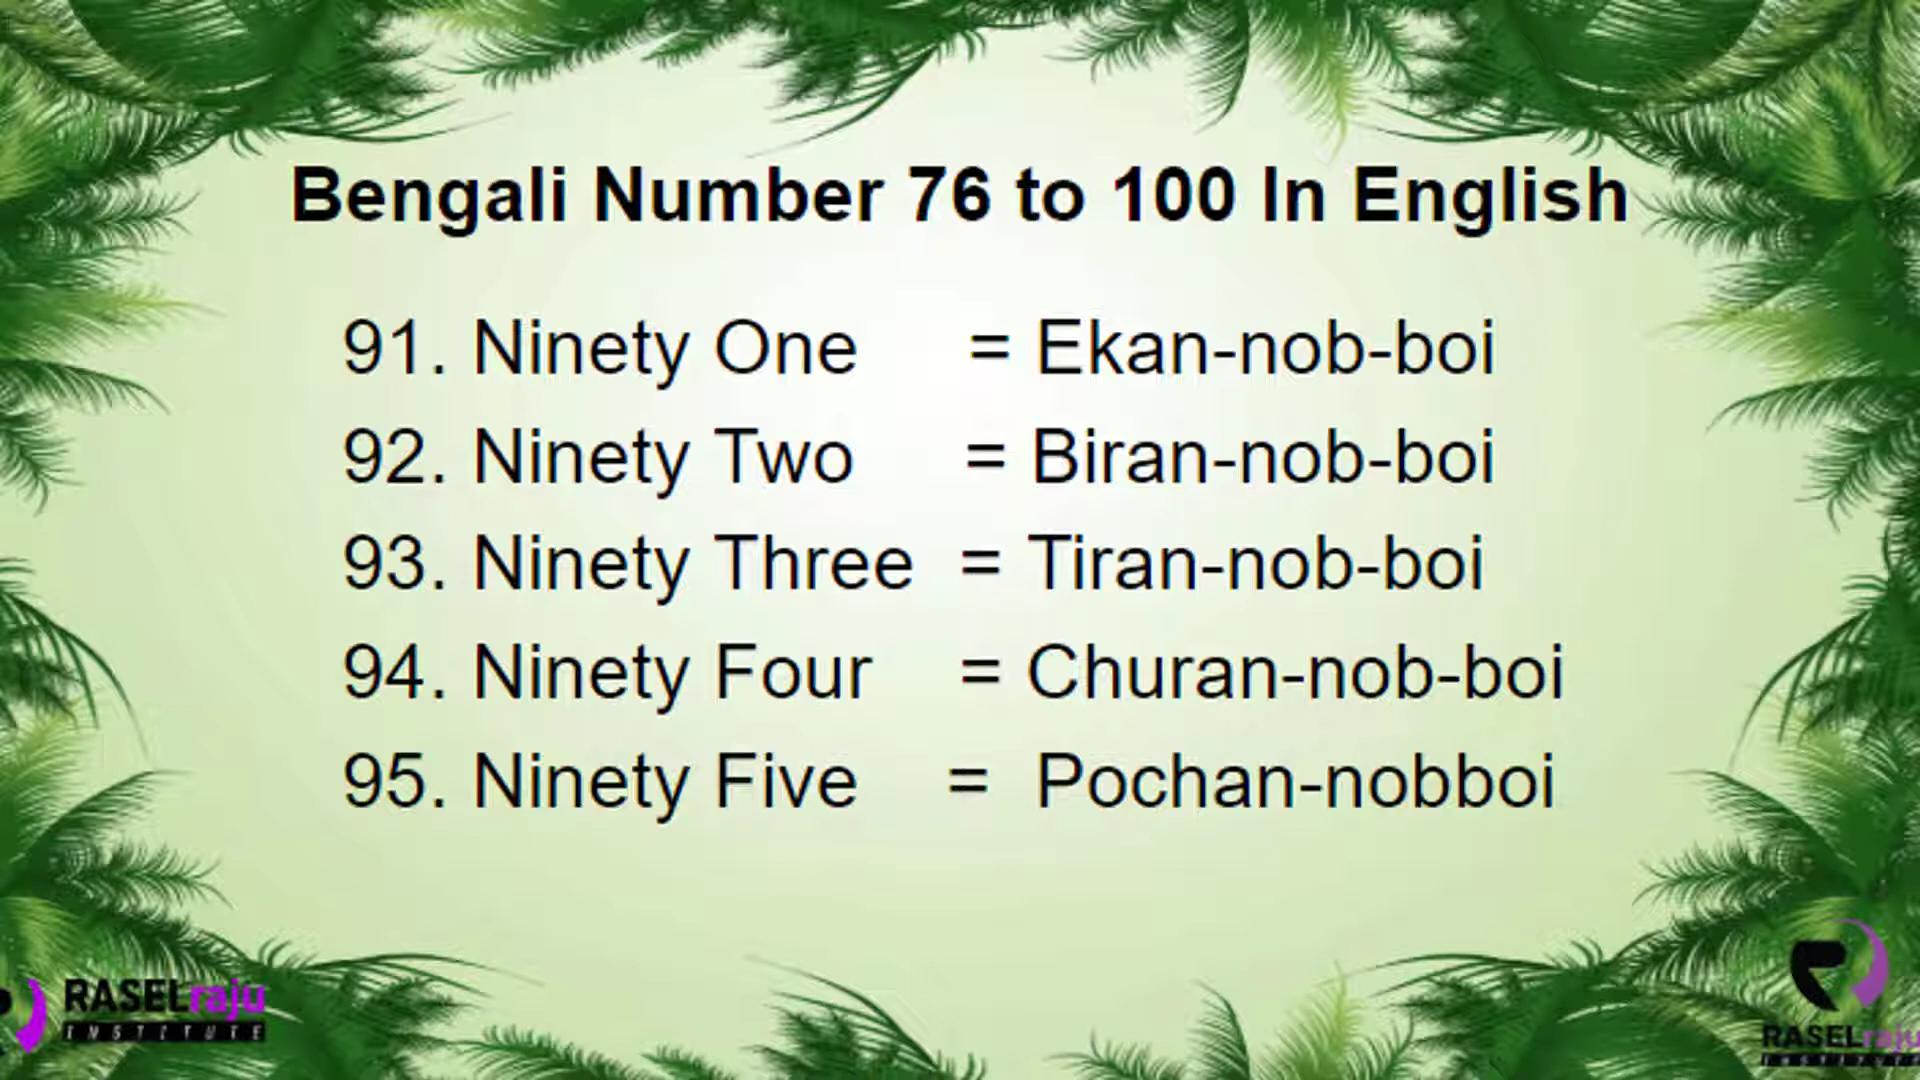 Bengali Number 76 to 100 In English
91. Ninety One = Ekan-nob-boi
92. Ninety Two = Biran-nob-boi
93. Ninety Three = Tiran-nob-boi
94. Ninety Four = Churan-nob-boi
95. Ninety Five = Pochan-nobboi
RASELraju
INSTITUTE
RASELraju
INSTITUTE